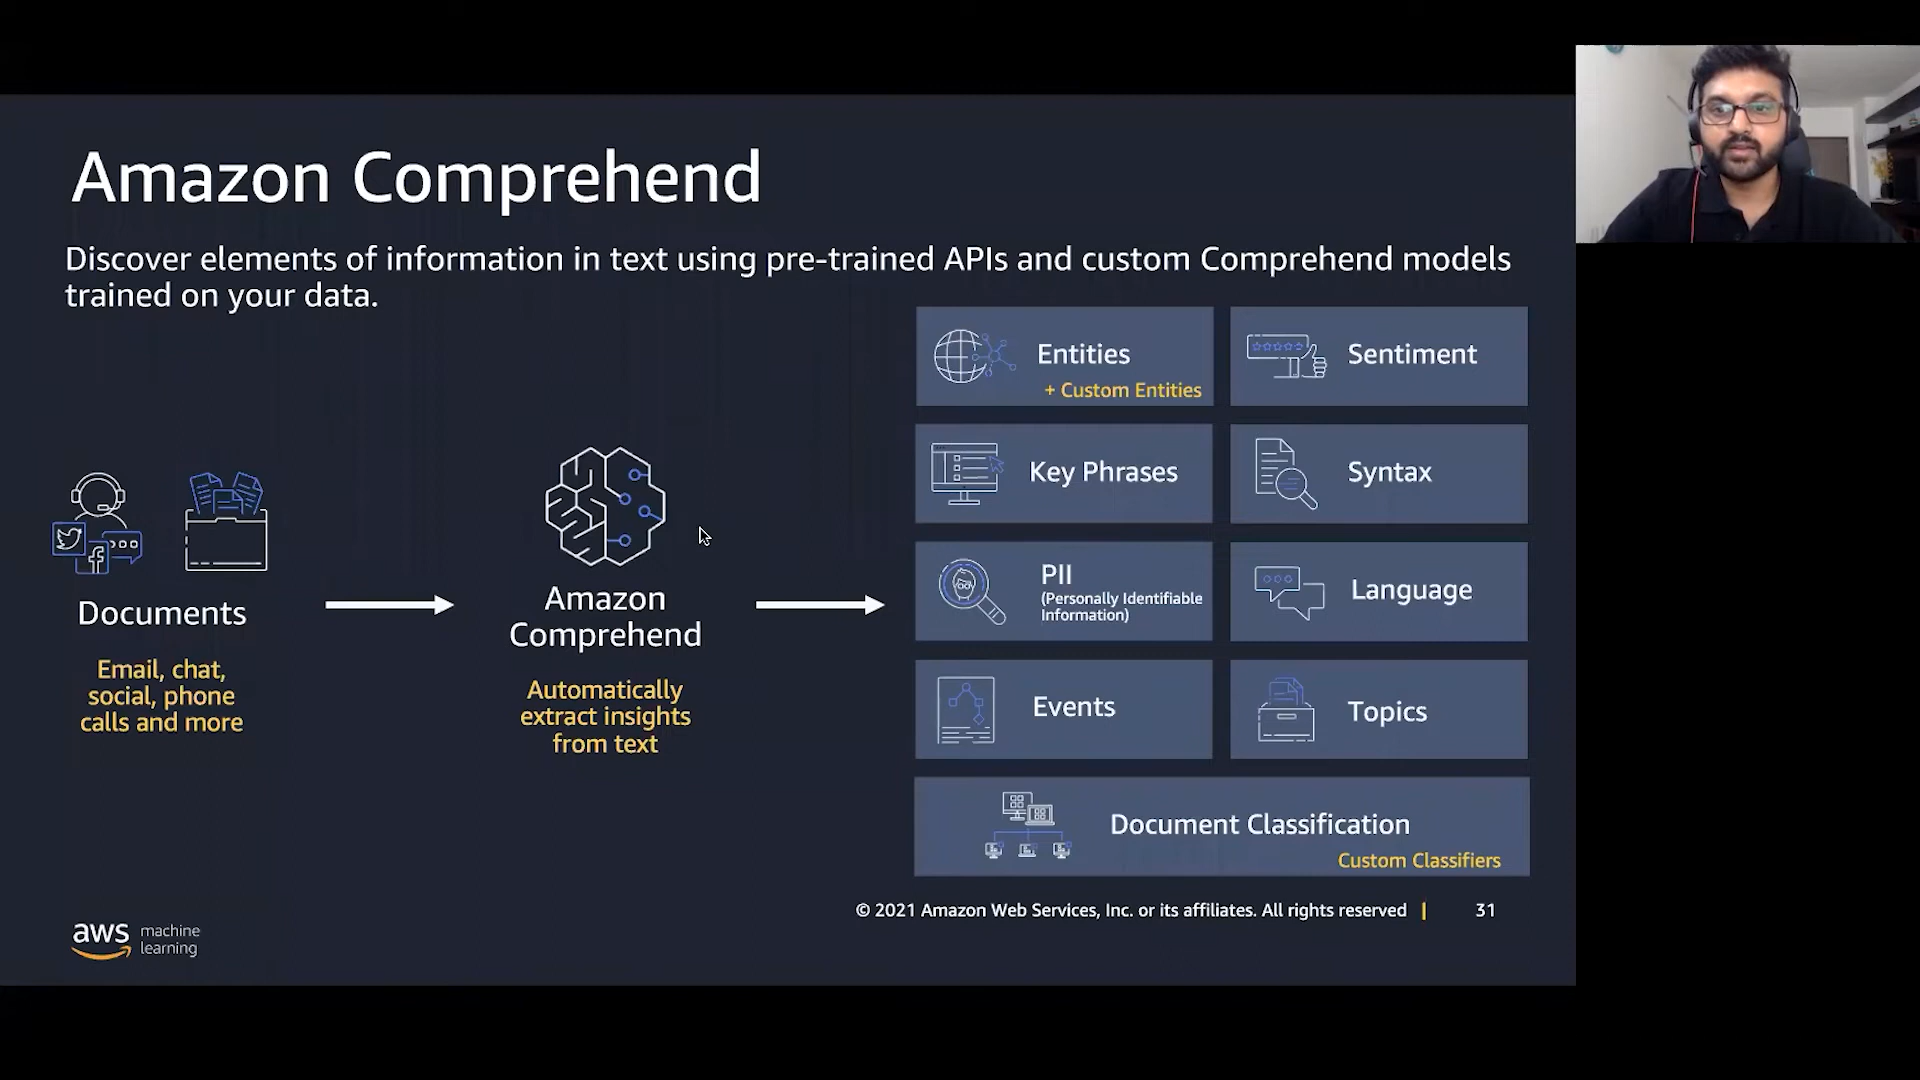 Amazon Comprehend
Discover elements of information in text using pre-trained APIs and custom Comprehend models
trained on your data.
Documents
Email, chat,
social, phone
calls and more
Amazon
Comprehend
Automatically
extract insights
from text
Entities
+ Custom Entities
Sentiment
Key Phrases
Syntax
PII
(Personally Identifiable
Information)
Language
Events
Topics
Document Classification
Custom Classifiers
© 2021 Amazon Web Services, Inc. or its affiliates. All rights reserved | 31
aws machine
learning